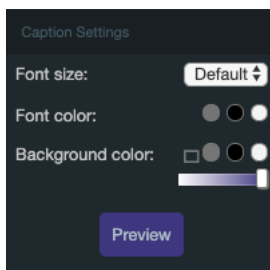 Caption Settings
Font size: Default
Font color:
Background color:
Preview